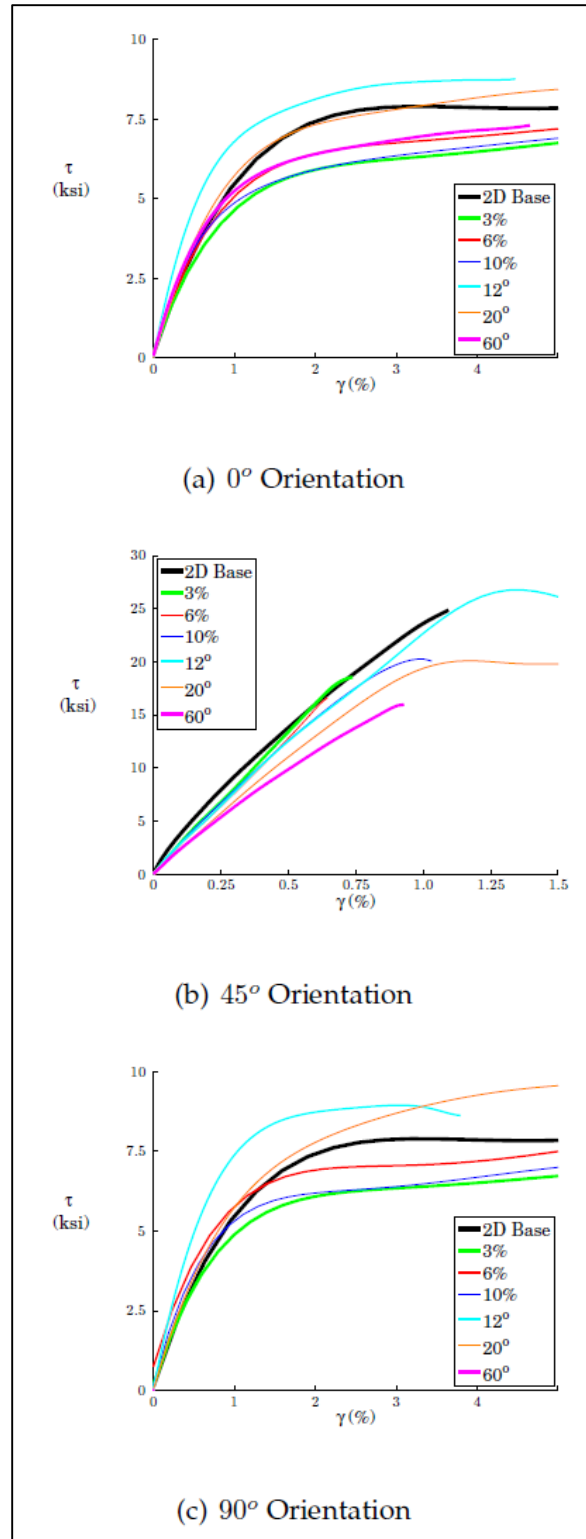 10
7.5
τ
(ksi)
5
2.5
0
0 1 2 3 4
γ(%)
2D Base
3%
6%
10%
12°
20°
60°
(a) 0° Orientation
30
25
20
τ
(ksi)
15
10
5
0
0 0.25 0.5 0.75 1.0 1.25 1.5
γ(%)
2D Base
3%
6%
10%
12°
20°
60°
(b) 45° Orientation
10
7.5
τ
(ksi)
5
2.5
0
0 1 2 3 4
γ(%)
2D Base
3%
6%
10%
12°
20°
60°
(c) 90° Orientation